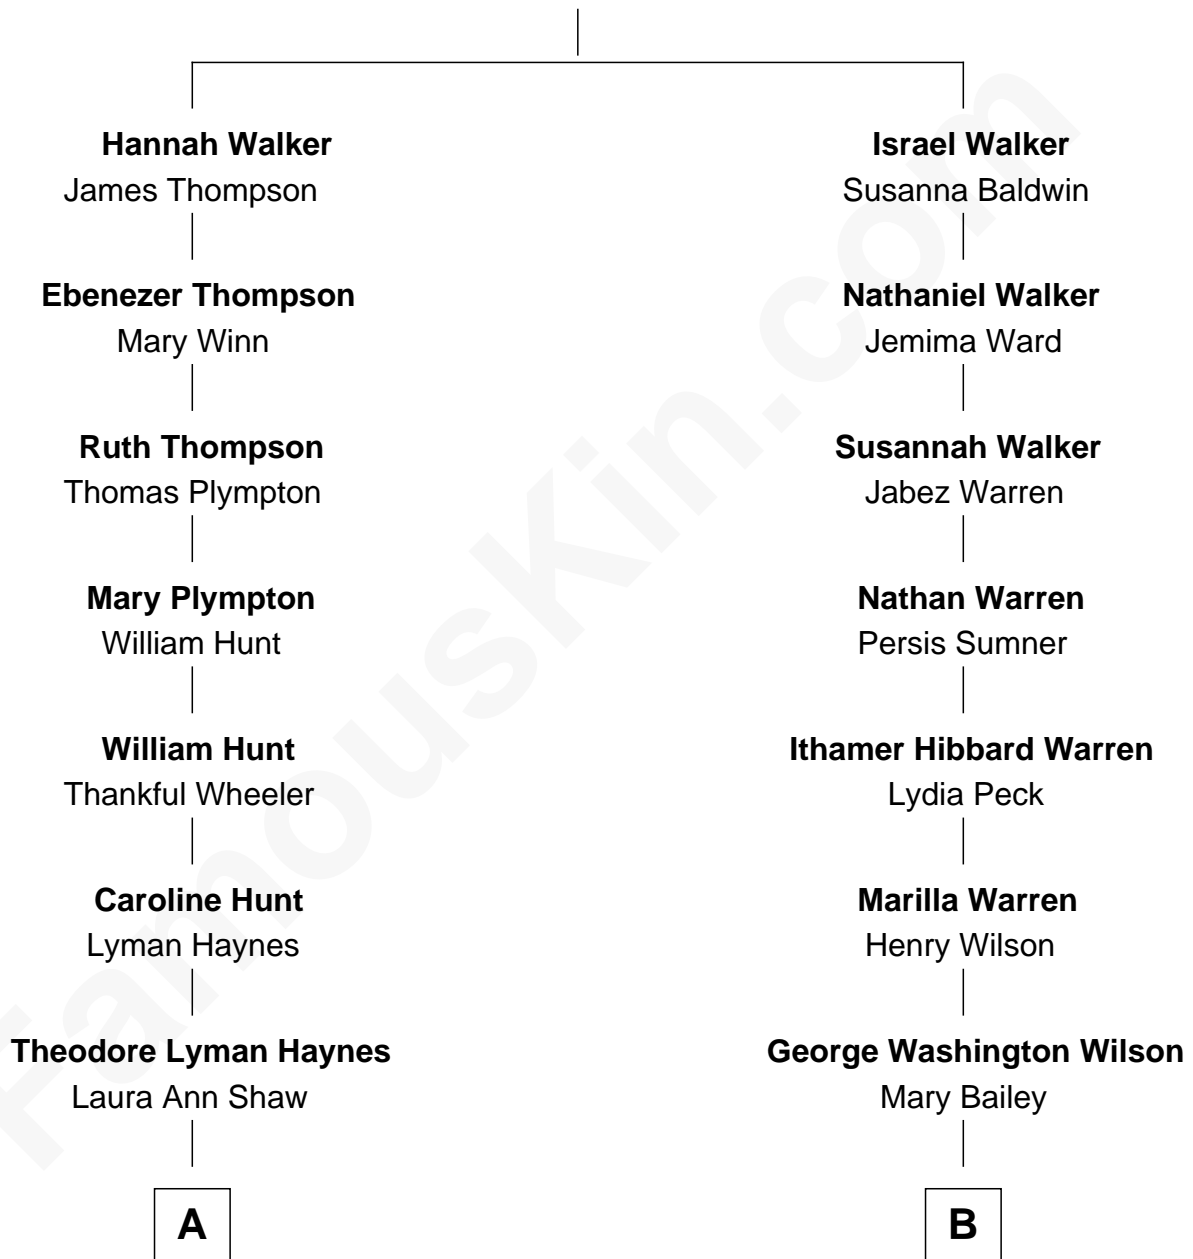 Hannah Walker
James Thompson
Ebenezer Thompson
Mary Winn
Ruth Thompson
Thomas Plympton
Mary Plympton
William Hunt
William Hunt
Thankful Wheeler
Caroline Hunt
Lyman Haynes
Theodore Lyman Haynes
Laura Ann Shaw
A
Israel Walker
Susanna Baldwin
Nathaniel Walker
Jemima Ward
Susannah Walker
Jabez Warren
Nathan Warren
Persis Sumner
Ithamer Hibbard Warren
Lydia Peck
Marilla Warren
Henry Wilson
George Washington Wilson
Mary Bailey
B
FamousKin.com